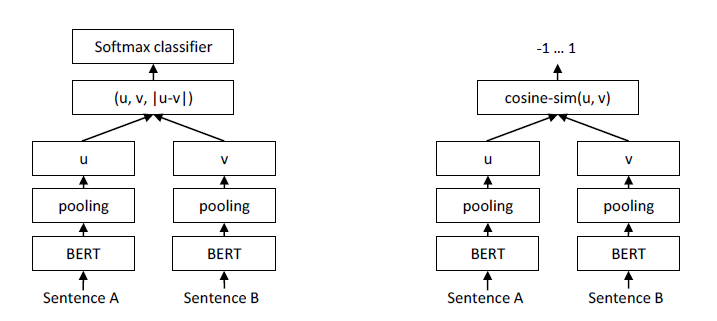 Softmax classifier
(u, v, |u-v|)
u
v
pooling
pooling
BERT
BERT
Sentence A
Sentence B
-1 … 1
cosine-sim(u, v)
u
v
pooling
pooling
BERT
BERT
Sentence A
Sentence B